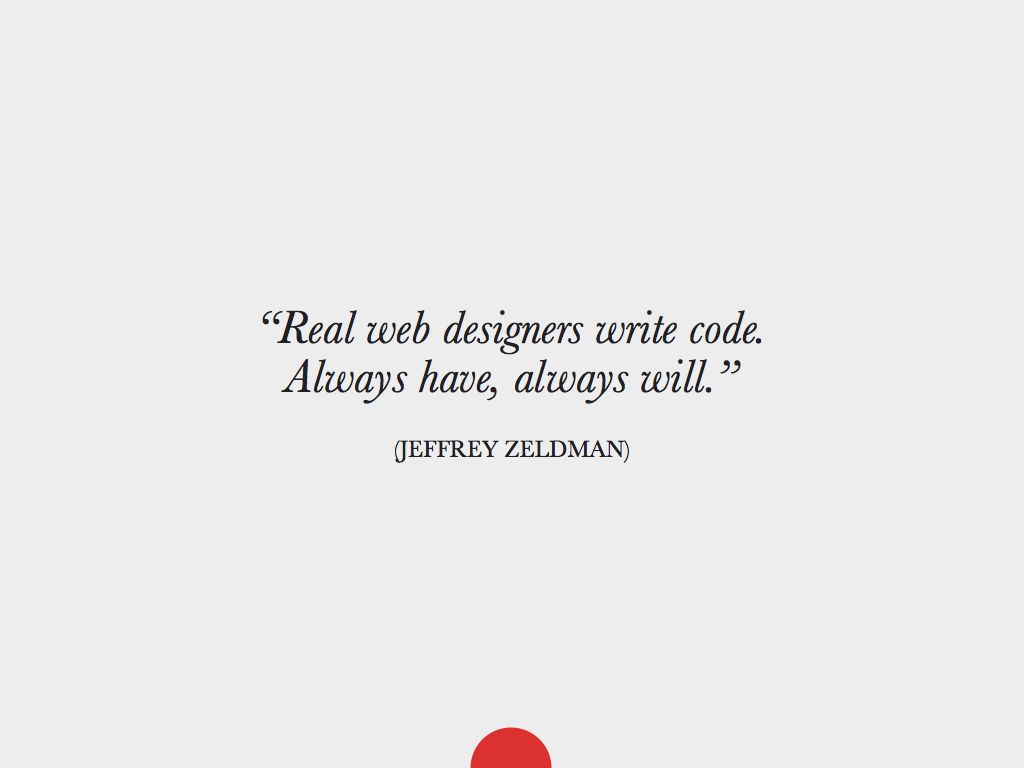 “Real web designers write code.
Always have, always will.”
(JEFFREY ZELDMAN)